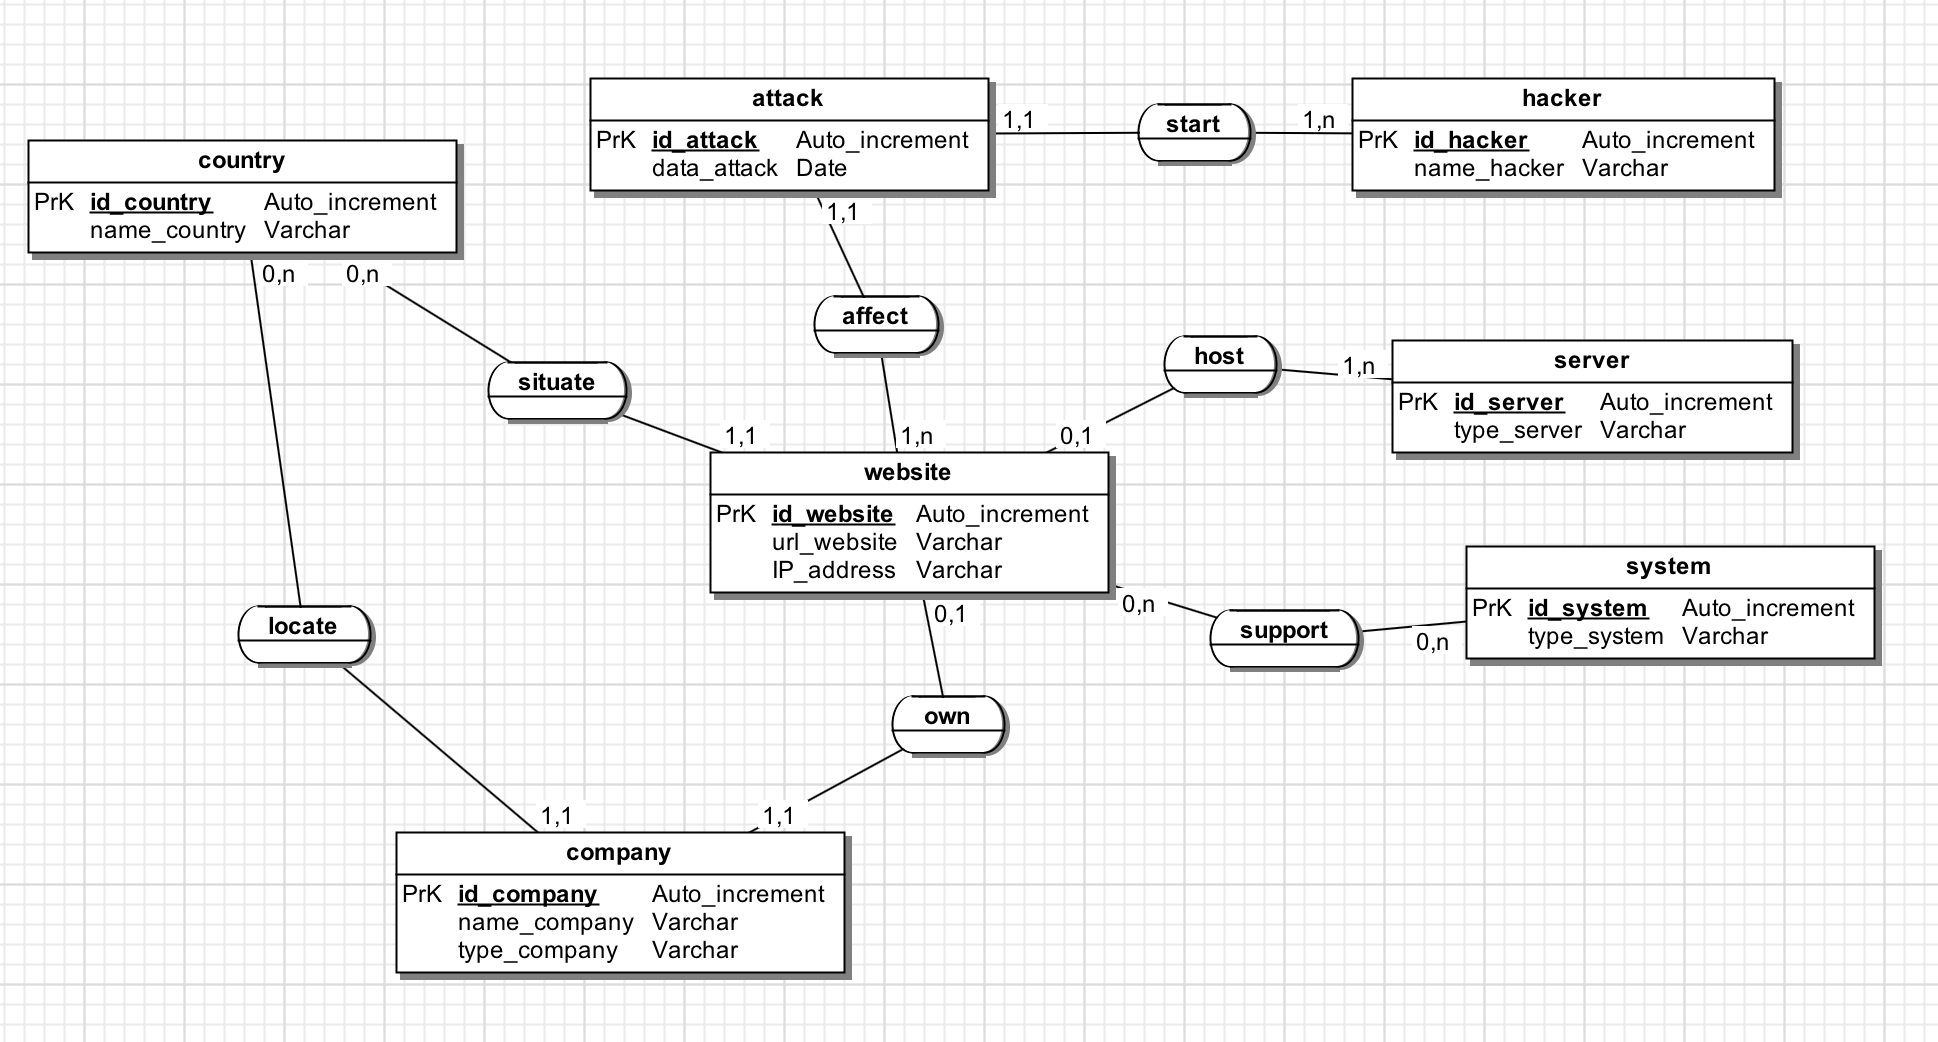 attack
PrK id_attack Auto_increment
data_attack Date
1,1
start
1,n
hacker
PrK id_hacker Auto_increment
name_hacker Varchar
country
PrK id_country Auto_increment
name_country Varchar
0,n
0,n
1,1
affect
situate
host
1,n
server
PrK id_server Auto_increment
type_server Varchar
1,1
1,n
0,1
website
PrK id_website Auto_increment
url_website Varchar
IP_address Varchar
system
PrK id_system Auto_increment
type_system Varchar
0,n
support
0,n
0,1
locate
own
1,1
1,1
company
PrK id_company Auto_increment
name_company Varchar
type_company Varchar